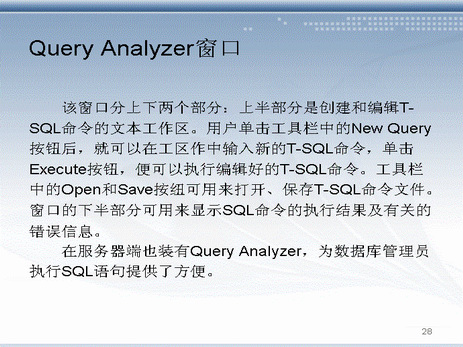 Query Analyzer窗口
该窗口分上下两个部分：上半部分是创建和编辑T-
SQL命令的文本工作区。用户单击工具栏中的New Query
按钮后，就可以在工区作中输入新的T-SQL命令，单击
Execute按钮，便可以执行编辑好的T-SQL命令。工具栏
中的Open和Save按纽可用来打开、保存T-SQL命令文件。
窗口的下半部分可用来显示SQL命令的执行结果及有关的
错误信息。
在服务器端也装有Query Analyzer，为数据库管理员
执行SQL语句提供了方便。
28